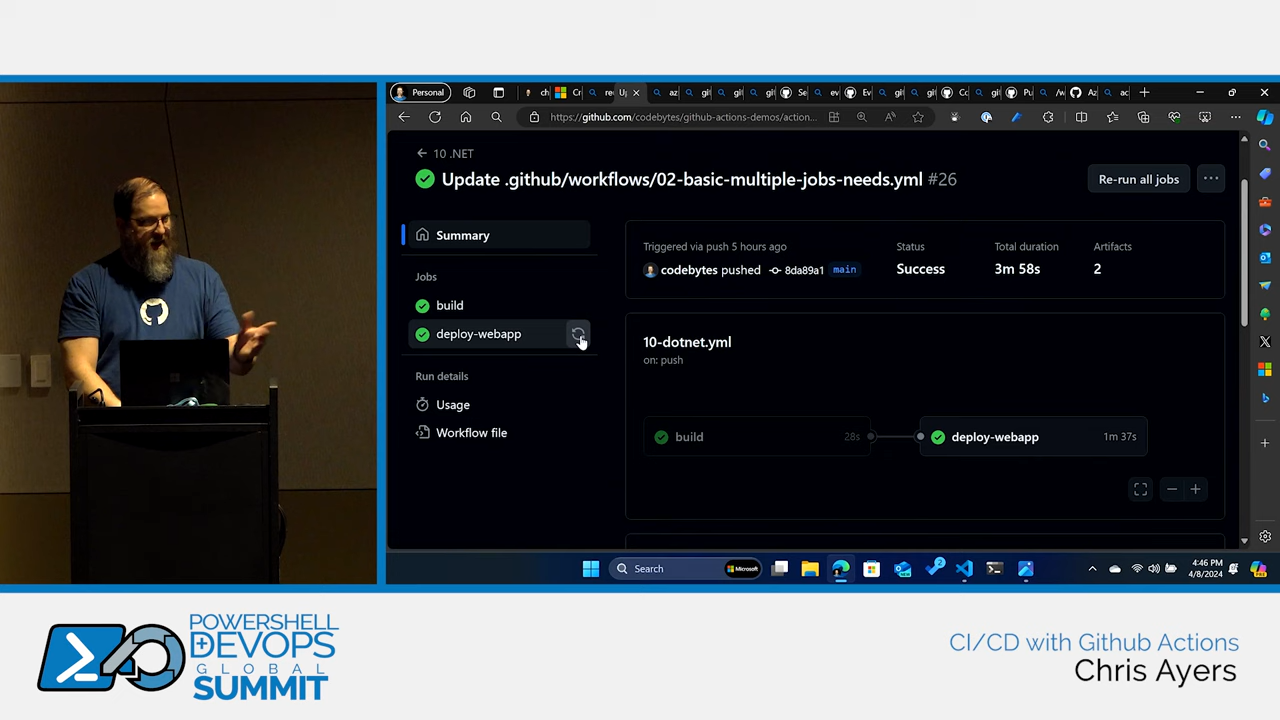 Personal
https://github.com/codebytes/github-actions-demos/action...
10 .NET
Update .github/workflows/02-basic-multiple-jobs-needs.yml #26
Re-run all jobs
Summary
Jobs
build
deploy-webapp
Run details
Usage
Workflow file
Triggered via push 5 hours ago
codebytes pushed 8da89a1 main
Status
Success
Total duration
3m 58s
Artifacts
2
10-dotnet.yml
on: push
build 28s
deploy-webapp 1m 37s
Search
Microsoft
4:46 PM
4/8/2024
POWERSHELL
+DEVOPS
GLOBAL
SUMMIT
CI/CD with Github Actions
Chris Ayers